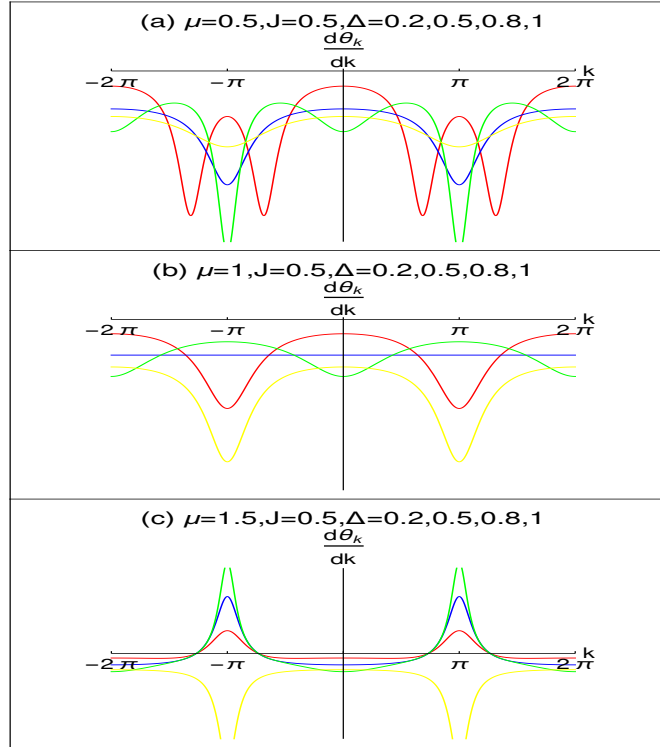 (a) μ=0.5,J=0.5,Δ=0.2,0.5,0.8,1
dθₖ
dk
−2π −π π 2π k
(b) μ=1,J=0.5,Δ=0.2,0.5,0.8,1
dθₖ
dk
−2π −π π 2π k
(c) μ=1.5,J=0.5,Δ=0.2,0.5,0.8,1
dθₖ
dk
−2π −π π 2π k